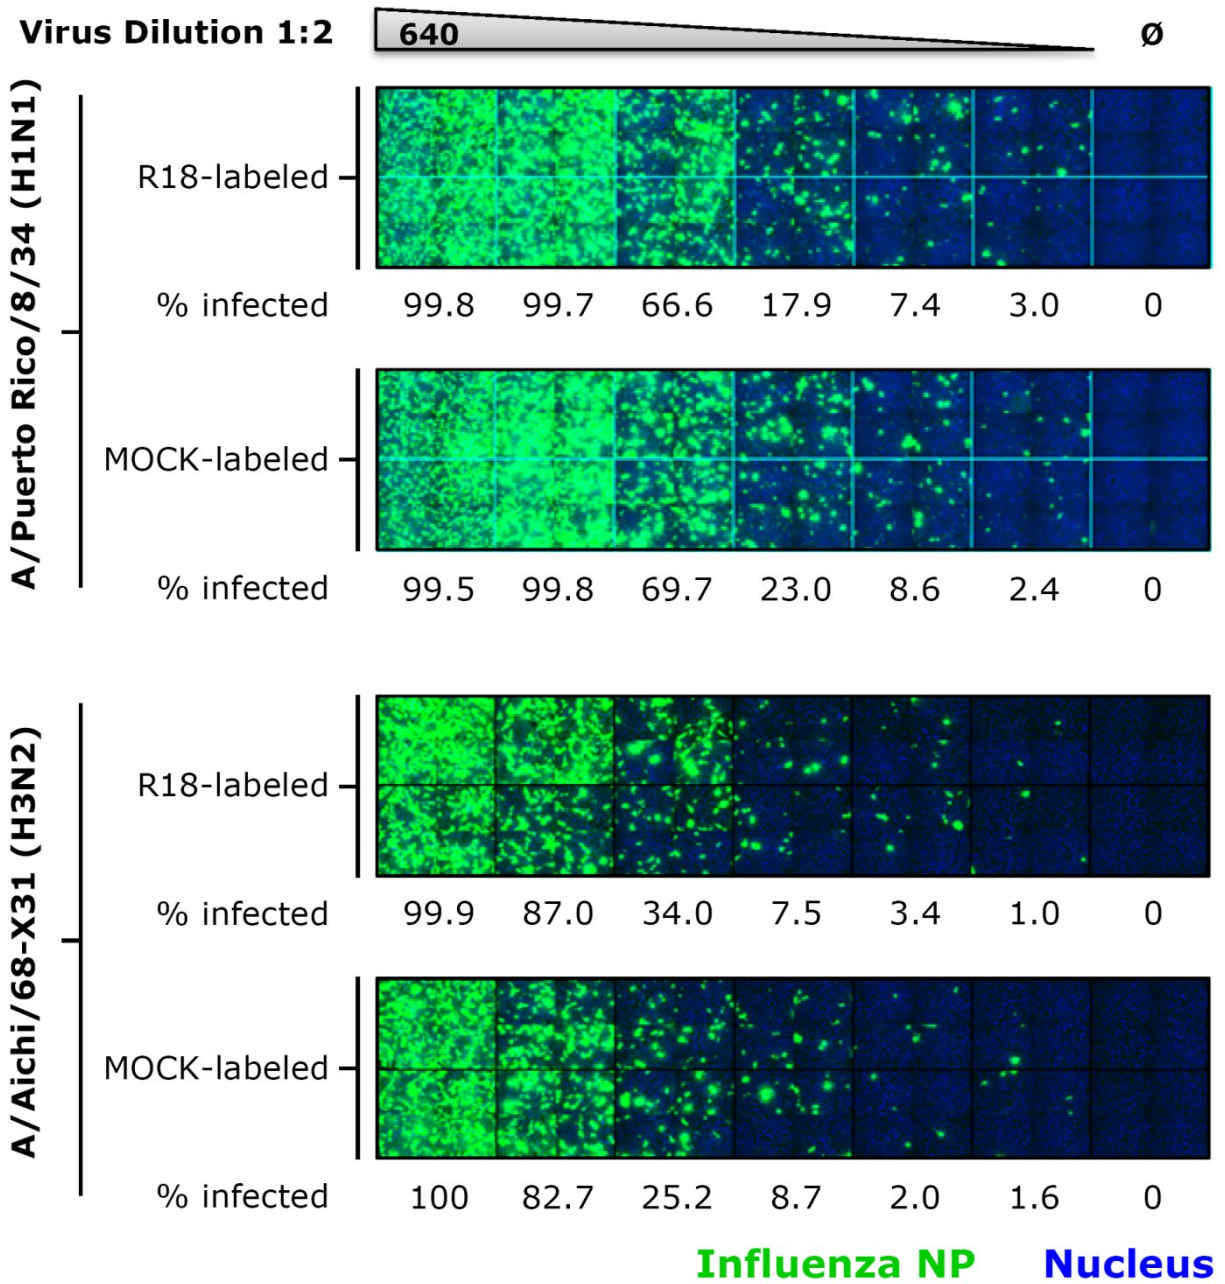 Virus Dilution 1:2 640 Ø
A/Puerto Rico/8/34 (H1N1)
R18-labeled
% infected 99.8 99.7 66.6 17.9 7.4 3.0 0
MOCK-labeled
% infected 99.5 99.8 69.7 23.0 8.6 2.4 0
A/Aichi/68-X31 (H3N2)
R18-labeled
% infected 99.9 87.0 34.0 7.5 3.4 1.0 0
MOCK-labeled
% infected 100 82.7 25.2 8.7 2.0 1.6 0
Influenza NP Nucleus